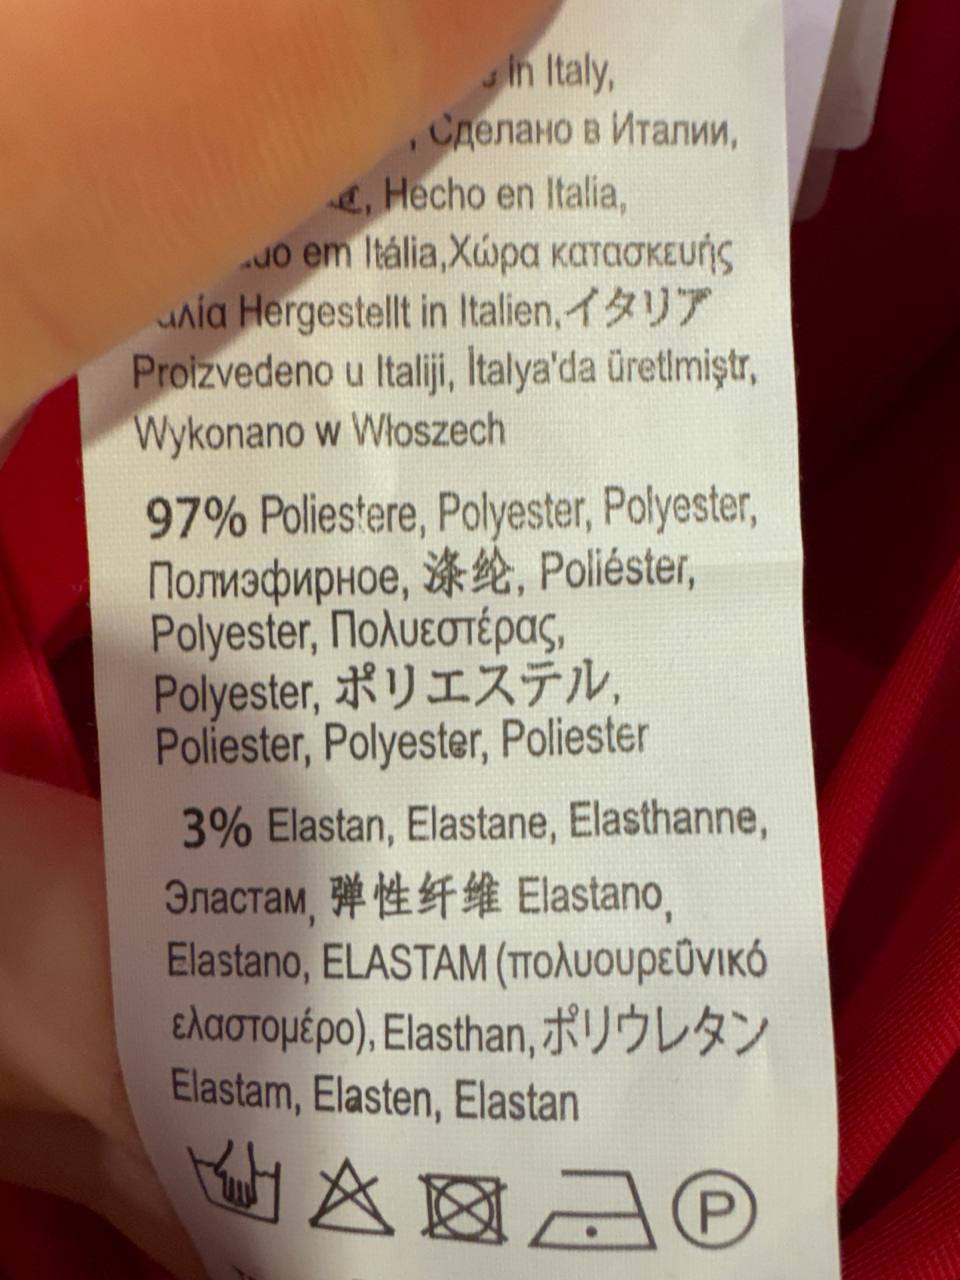 in Italy,
, Сделано в Италии,
, Hecho en Italia,
em Itália,Χώρα κατασκευής
Hergestellt in Italien,イタリア
Proizvedeno u Italiji, İtalya'da üretlmiştr,
Wykonano w Włoszech
97% Poliestere, Polyester, Polyester,
Полиэфирное, 涤纶, Poliéster,
Polyester, Πολυεστέρας,
Polyester, ポリエステル,
Poliester, Polyester, Poliester
3% Elastan, Elastane, Elasthanne,
Эластам, 弹性纤维 Elastano,
Elastano, ELASTAM (πολυουρεΰνικό
ελαστομέρο), Elasthan,ポリウレタン
Elastam, Elasten, Elastan
P